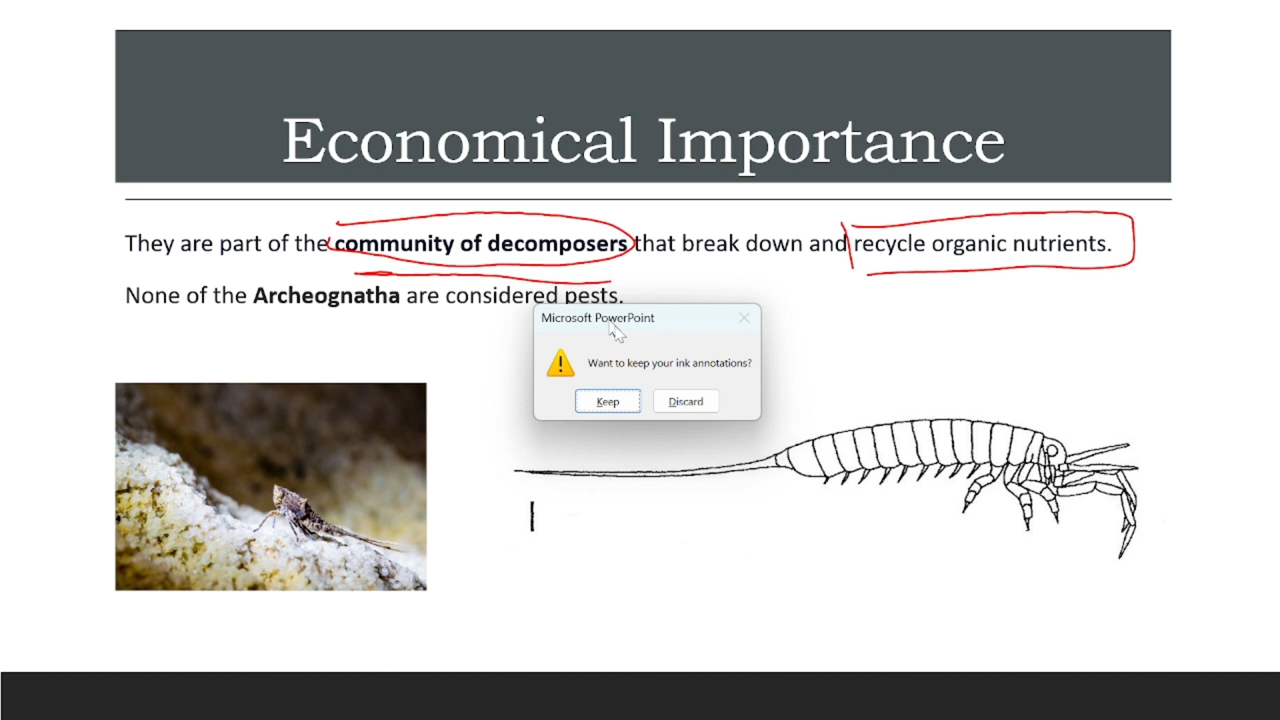 Economical Importance
They are part of the community of decomposers that break down and recycle organic nutrients.
None of the Archeognatha are considered pests.
Microsoft PowerPoint
Want to keep your ink annotations?
Keep Discard